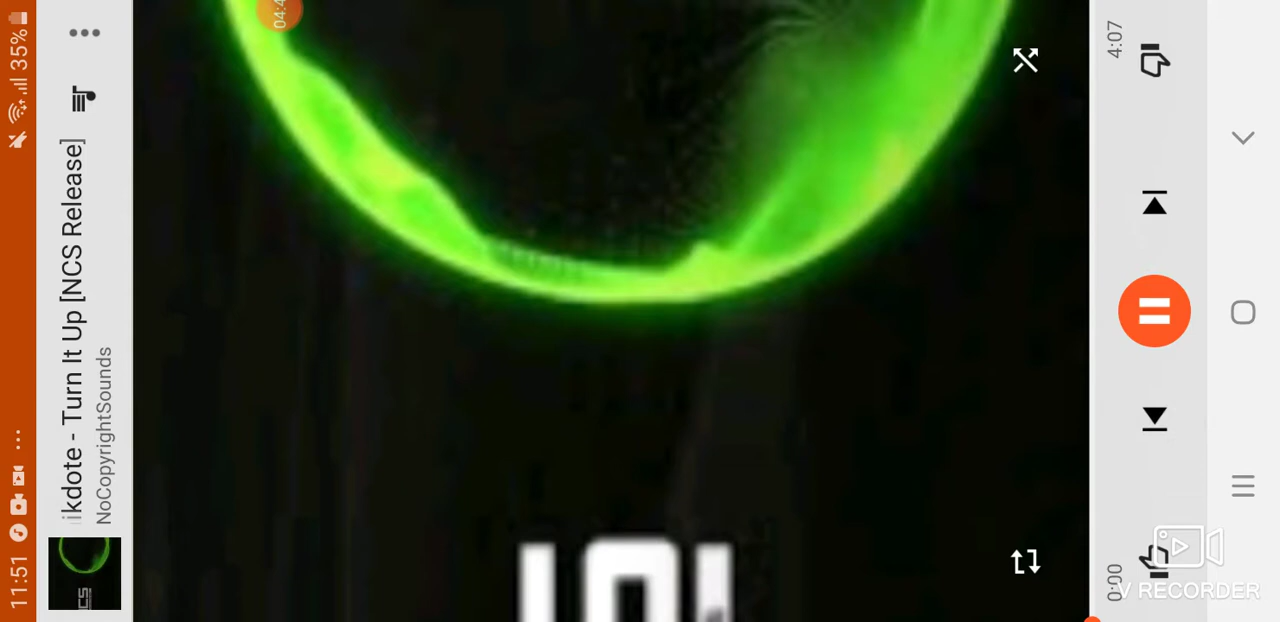 11:51
35%
ikdote - Turn It Up [NCS Release]
NoCopyrightSounds
0:00
4:07
V RECORDER